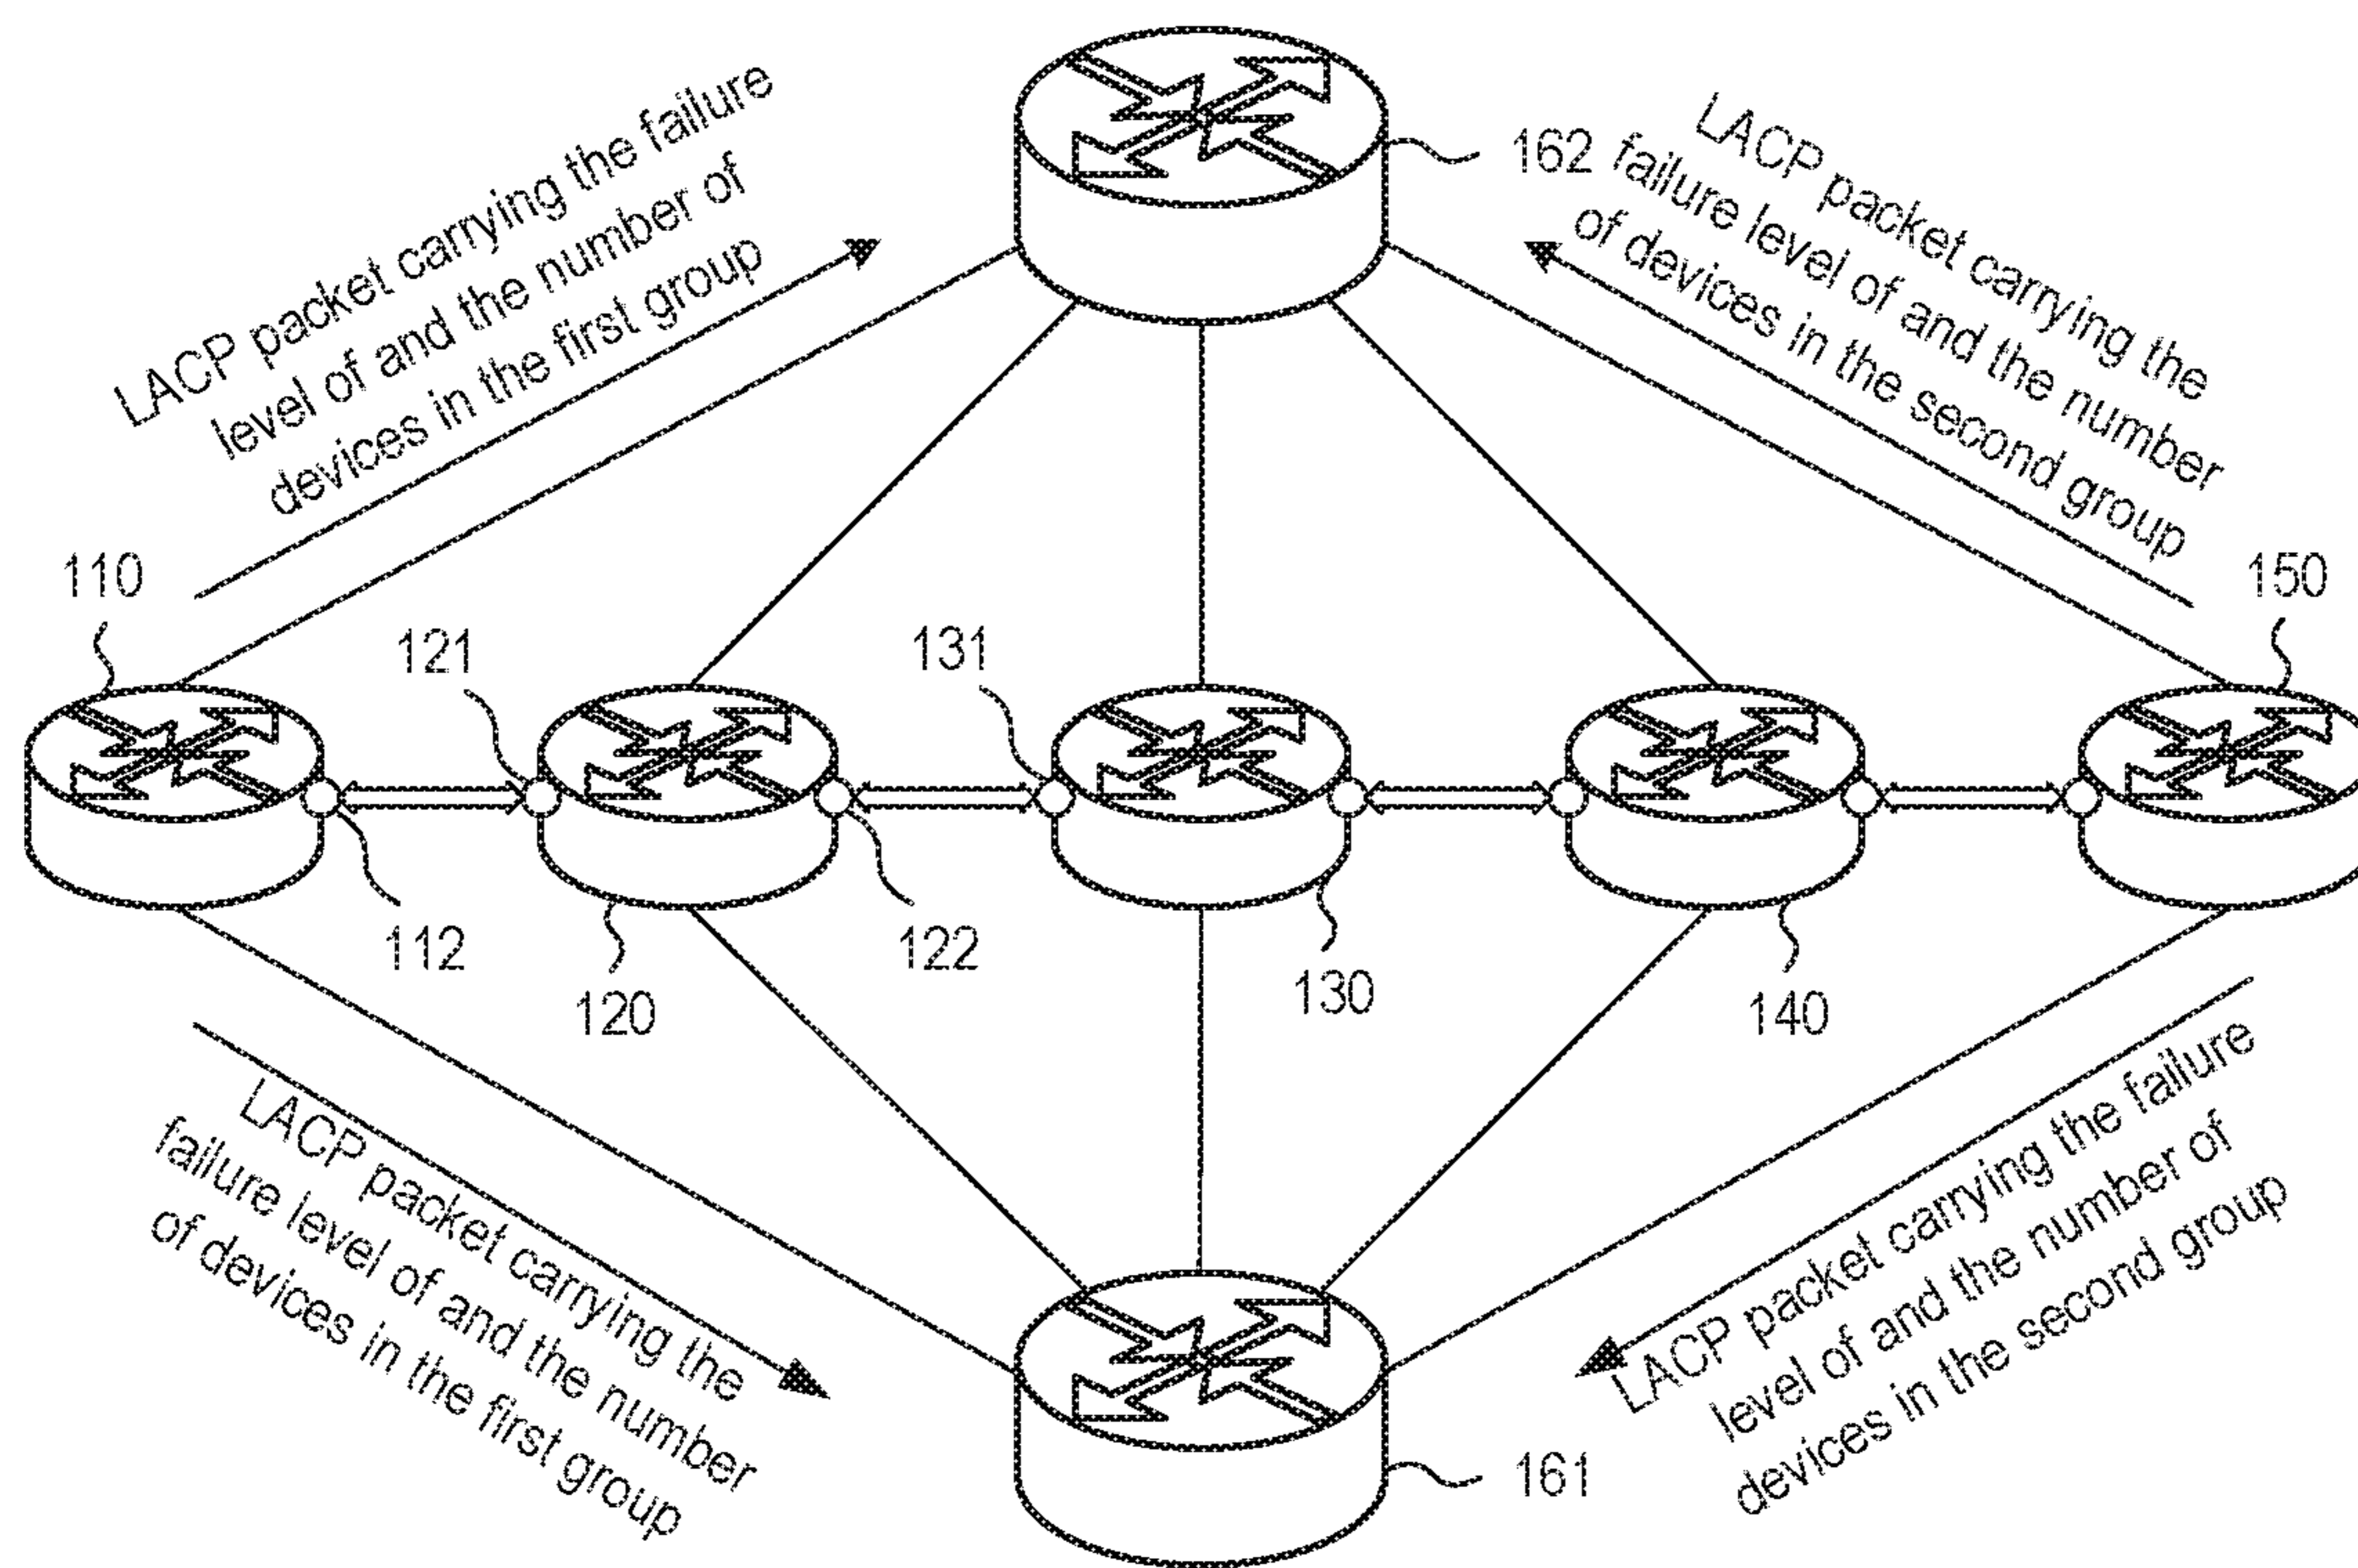 LACP packet carrying the failure
level of and the number of
devices in the first group
LACP packet carrying the
failure level of and the number
of devices in the second group
162
110
121
131
150
112
120
122
130
140
LACP packet carrying the
failure level of and the number
of devices in the first group
LACP packet carrying the failure
level of and the number of
devices in the second group
161